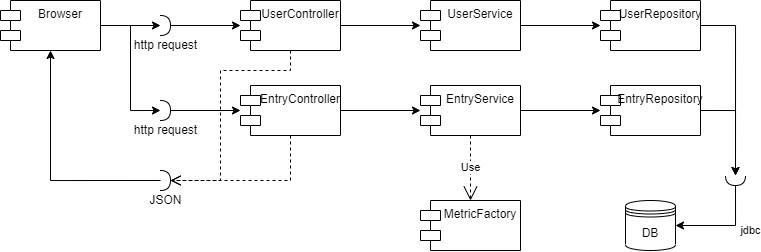 Browser
UserController
UserService
UserRepository
http request
EntryController
EntryService
EntryRepository
http request
Use
JSON
MetricFactory
DB
jdbc